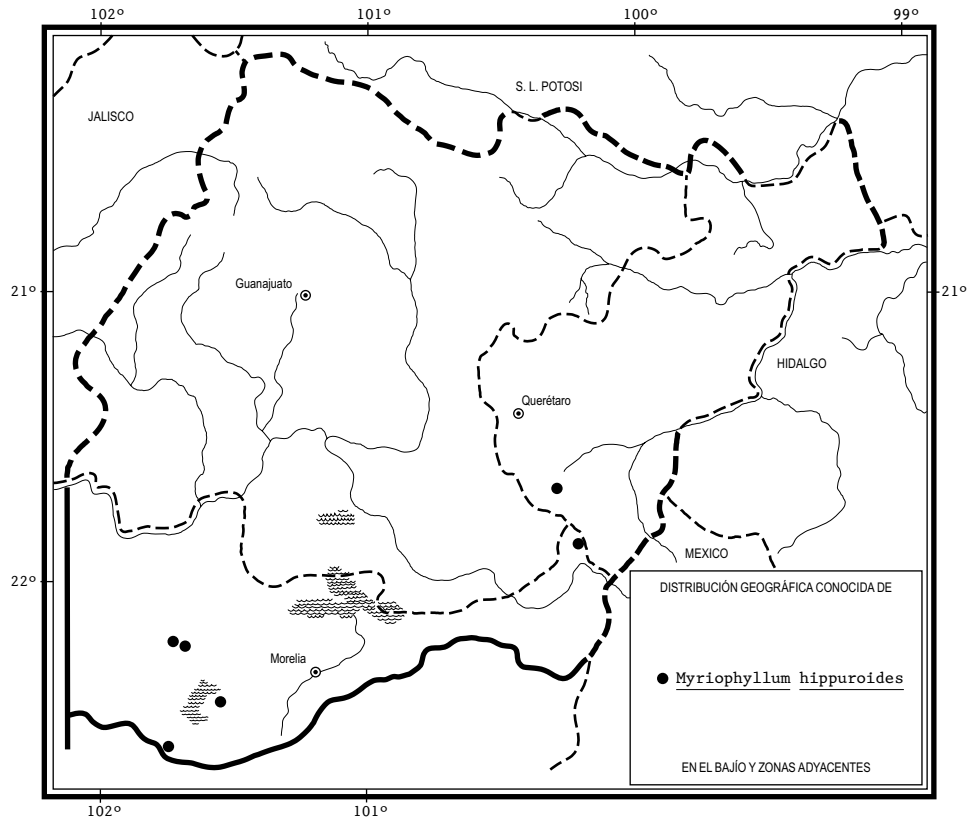 102º 101º 100º 99º
S. L. POTOSI
JALISCO
Guanajuato
21º 21º
HIDALGO
Querétaro
MEXICO
22º
DISTRIBUCIÓN GEOGRÁFICA CONOCIDA DE
Morelia
Myriophyllum hippuroides
EN EL BAJÍO Y ZONAS ADYACENTES
102º 101º